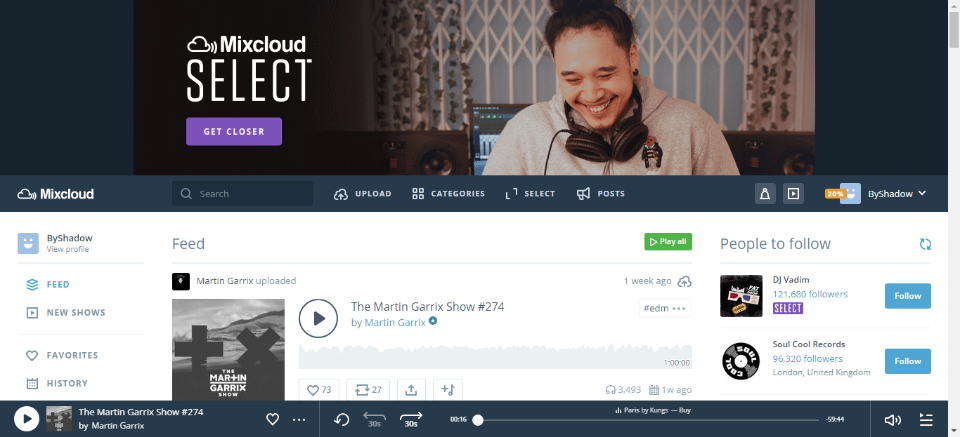 Mixcloud
SELECT
GET CLOSER
Mixcloud
Search
UPLOAD
CATEGORIES
SELECT
POSTS
20%
ByShadow
ByShadow
View profile
FEED
NEW SHOWS
FAVORITES
HISTORY
Feed
Play all
Martin Garrix uploaded
1 week ago
The Martin Garrix Show #274
by Martin Garrix
#edm
THE
MARTIN
GARRIX
SHOW
1:00:00
73
27
3,493
1w ago
People to follow
DJ Vadim
121,680 followers
SELECT
Follow
SOUL
COOL
Soul Cool Records
96,320 followers
London, United Kingdom
Follow
The Martin Garrix Show #274
by Martin Garrix
30s
30s
00:16
Paris by Kungs — Buy
-59:44